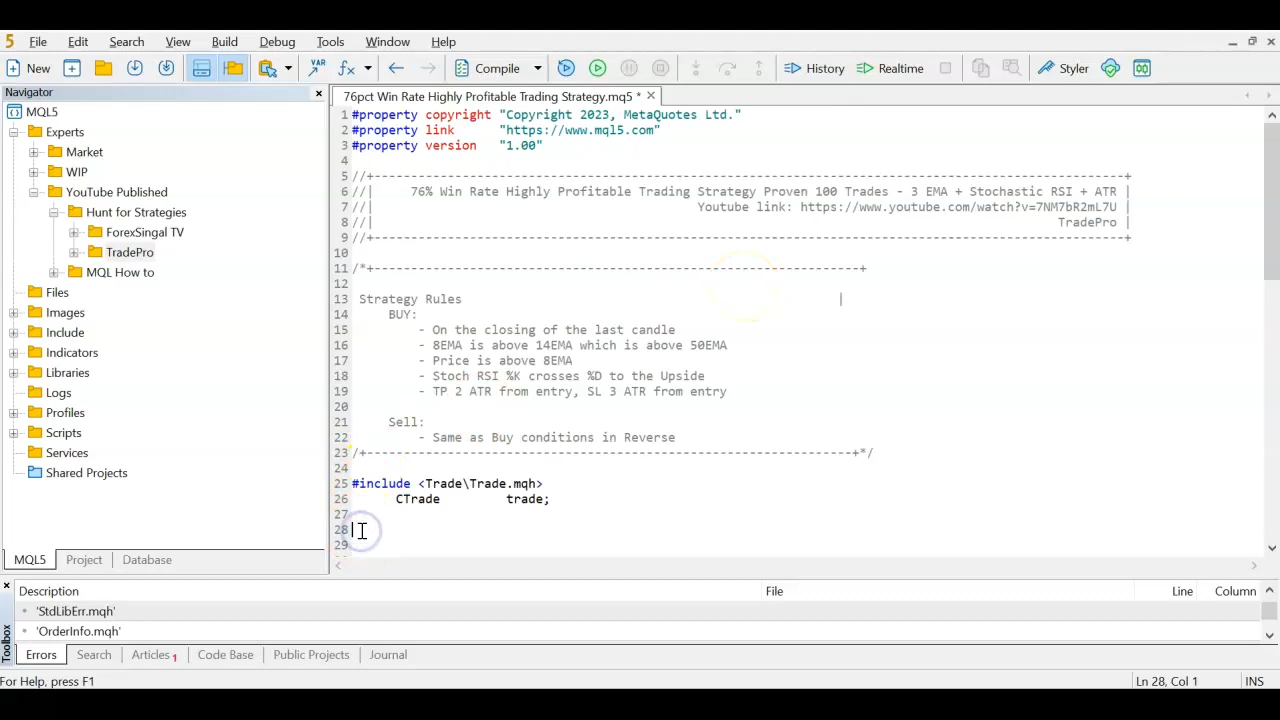 File Edit Search View Build Debug Tools Window Help
New VAR fx Compile History Realtime Styler
Navigator
MQL5
Experts
Market
WIP
YouTube Published
Hunt for Strategies
ForexSingal TV
TradePro
MQL How to
Files
Images
Include
Indicators
Libraries
Logs
Profiles
Scripts
Services
Shared Projects
MQL5 Project Database
76pct Win Rate Highly Profitable Trading Strategy.mq5 *
1 #property copyright "Copyright 2023, MetaQuotes Ltd."
2 #property link "https://www.mql5.com"
3 #property version "1.00"
4
5 //+------------------------------------------------------------------------------------------------------+
6 //| 76% Win Rate Highly Profitable Trading Strategy Proven 100 Trades - 3 EMA + Stochastic RSI + ATR |
7 //| Youtube link: https://www.youtube.com/watch?v=7NM7bR2mL7U |
8 //| TradePro |
9 //+------------------------------------------------------------------------------------------------------+
10
11 /*+------------------------------------------------------------------+
12
13 Strategy Rules
14 BUY:
15 - On the closing of the last candle
16 - 8EMA is above 14EMA which is above 50EMA
17 - Price is above 8EMA
18 - Stoch RSI %K crosses %D to the Upside
19 - TP 2 ATR from entry, SL 3 ATR from entry
20
21 Sell:
22 - Same as Buy conditions in Reverse
23 /+------------------------------------------------------------------+*/
24
25 #include <Trade\Trade.mqh>
26 CTrade trade;
27
28
29
Description File Line Column
'StdLibErr.mqh'
'OrderInfo.mqh'
Toolbox
Errors Search Articles 1 Code Base Public Projects Journal
For Help, press F1 Ln 28, Col 1 INS